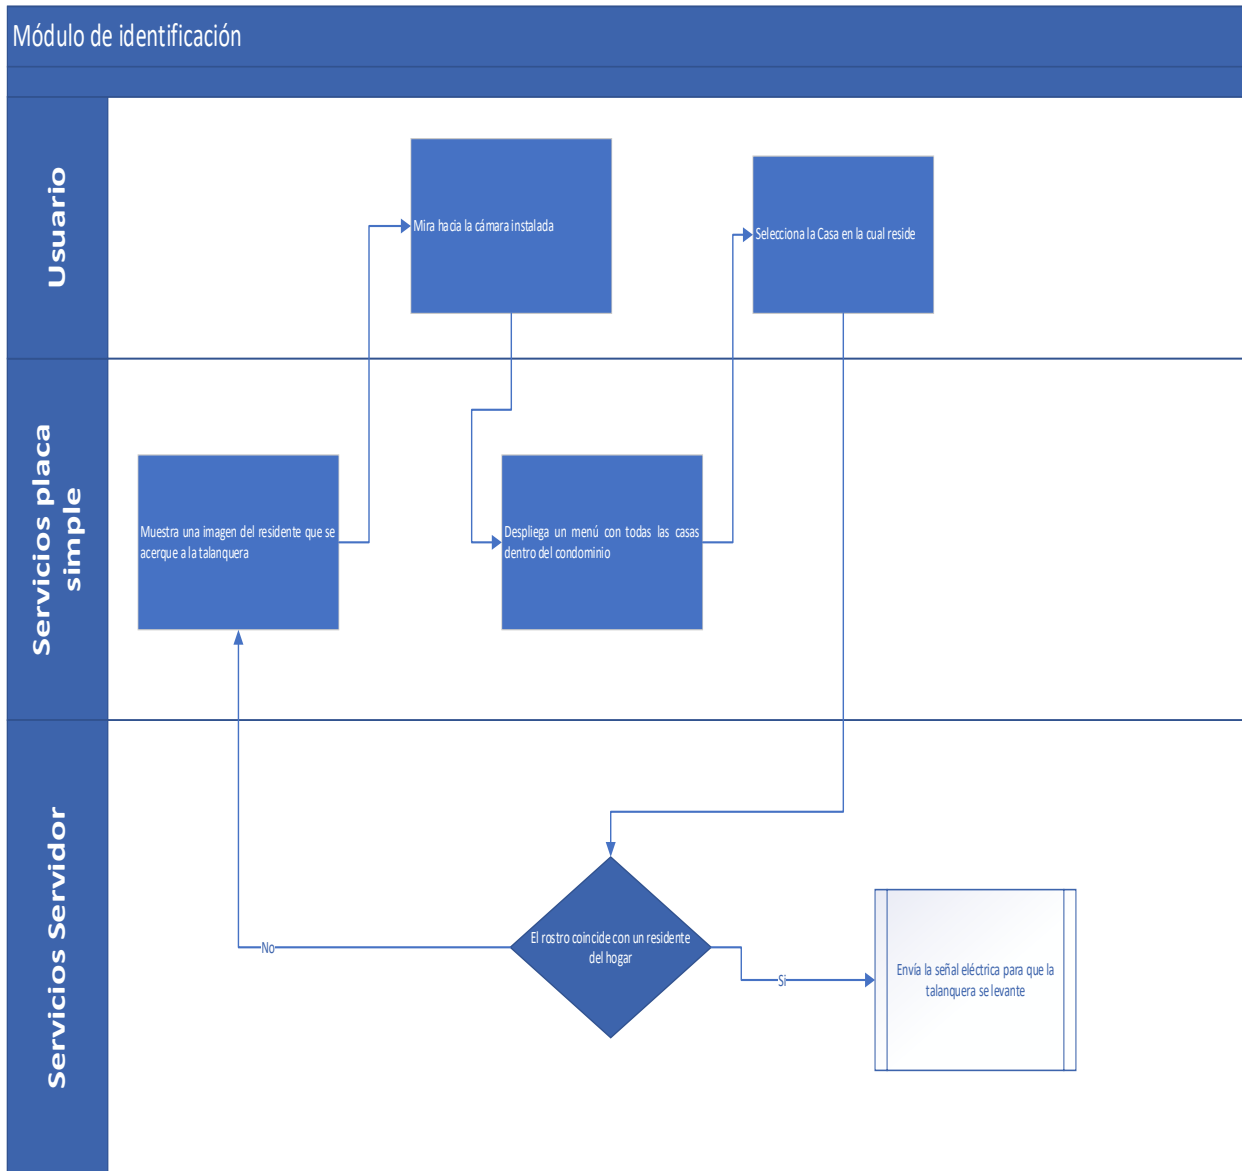 Módulo de identificación
Usuario
Mira hacia la cámara instalada
Selecciona la Casa en la cual reside
Servicios placa
simple
Muestra una imagen del residente que se
acerque a la talanquera
Despliega un menú con todas las casas
dentro del condominio
Servicios Servidor
El rostro coincide con un residente
del hogar
No
Si
Envía la señal eléctrica para que la
talanquera se levante